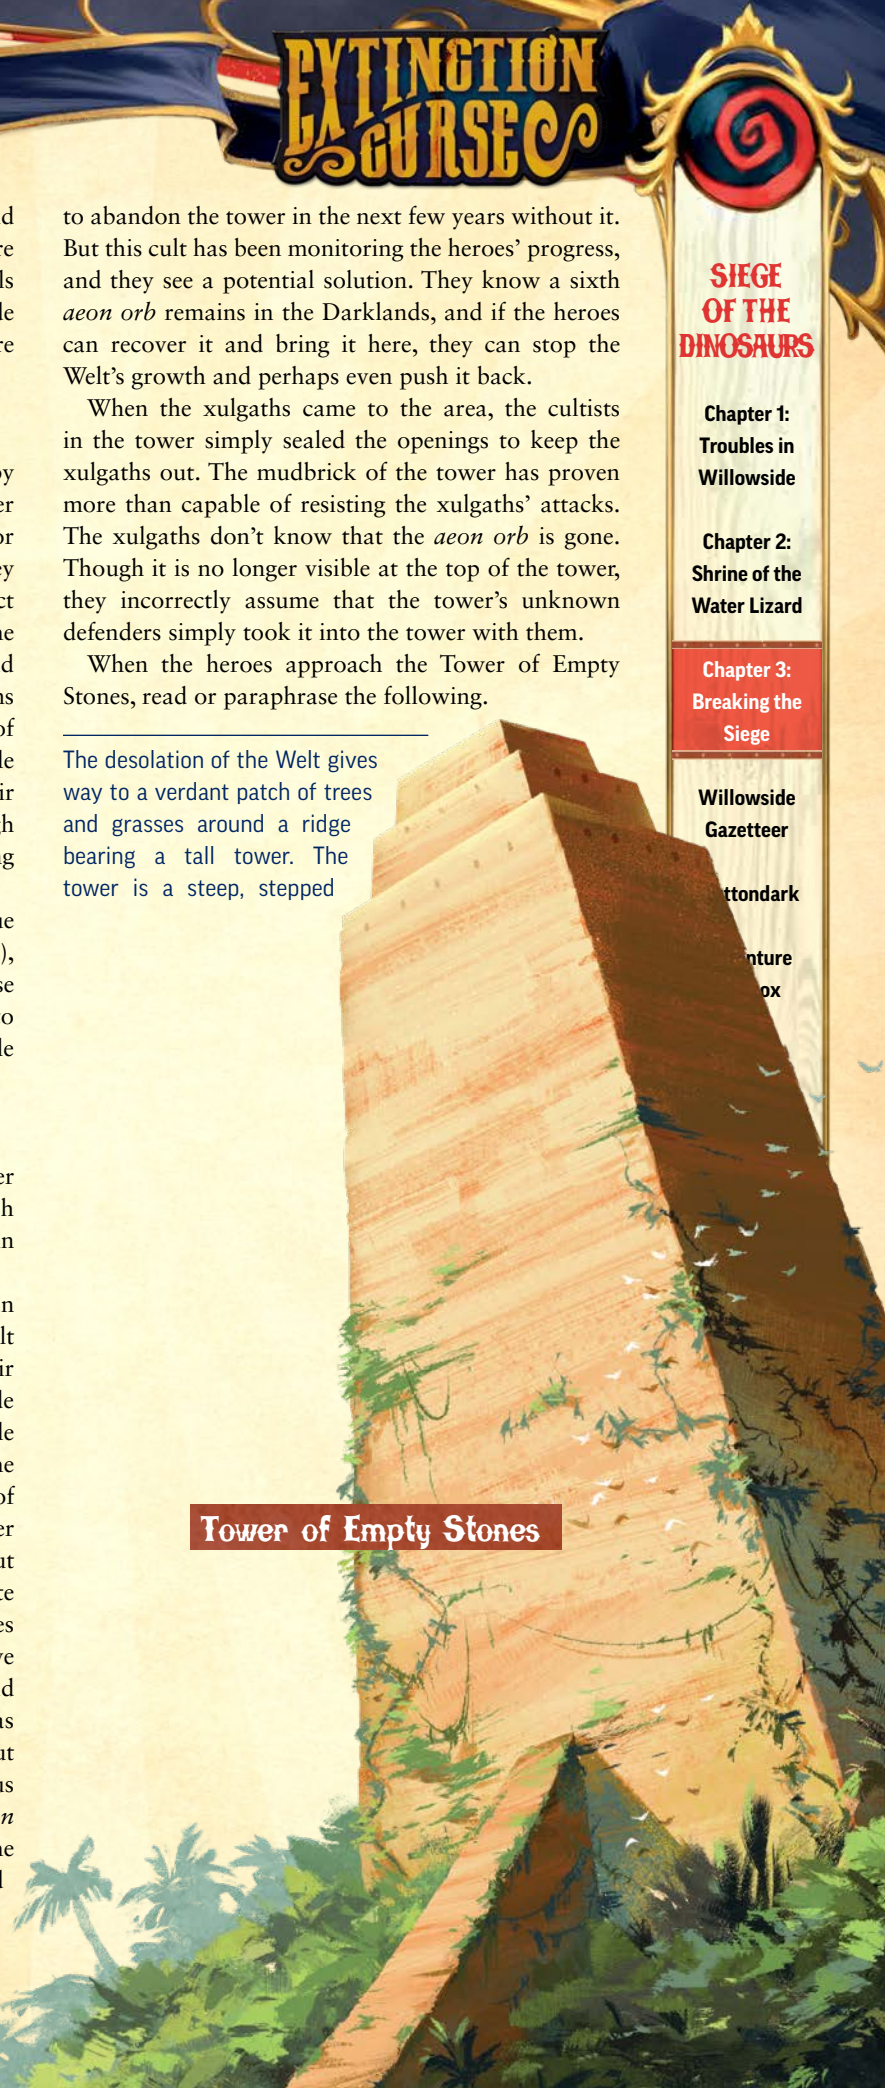 EXTINCTION
CURSE
to abandon the tower in the next few years without it.
But this cult has been monitoring the heroes' progress,
and they see a potential solution. They know a sixth
aeon orb remains in the Darklands, and if the heroes
can recover it and bring it here, they can stop the
Welt's growth and perhaps even push it back.
When the xulgaths came to the area, the cultists
in the tower simply sealed the openings to keep the
xulgaths out. The mudbrick of the tower has proven
more than capable of resisting the xulgaths' attacks.
The xulgaths don't know that the aeon orb is gone.
Though it is no longer visible at the top of the tower,
they incorrectly assume that the tower's unknown
defenders simply took it into the tower with them.
When the heroes approach the Tower of Empty
Stones, read or paraphrase the following.
The desolation of the Welt gives
way to a verdant patch of trees
and grasses around a ridge
bearing a tall tower. The
tower is a steep, stepped
Tower of Empty Stones
SIEGE
OF THE
DINOSAURS
Chapter 1:
Troubles in
Willowside
Chapter 2:
Shrine of the
Water Lizard
Chapter 3:
Breaking the
Siege
Willowside
Gazetteer
ttondark
nture
ox